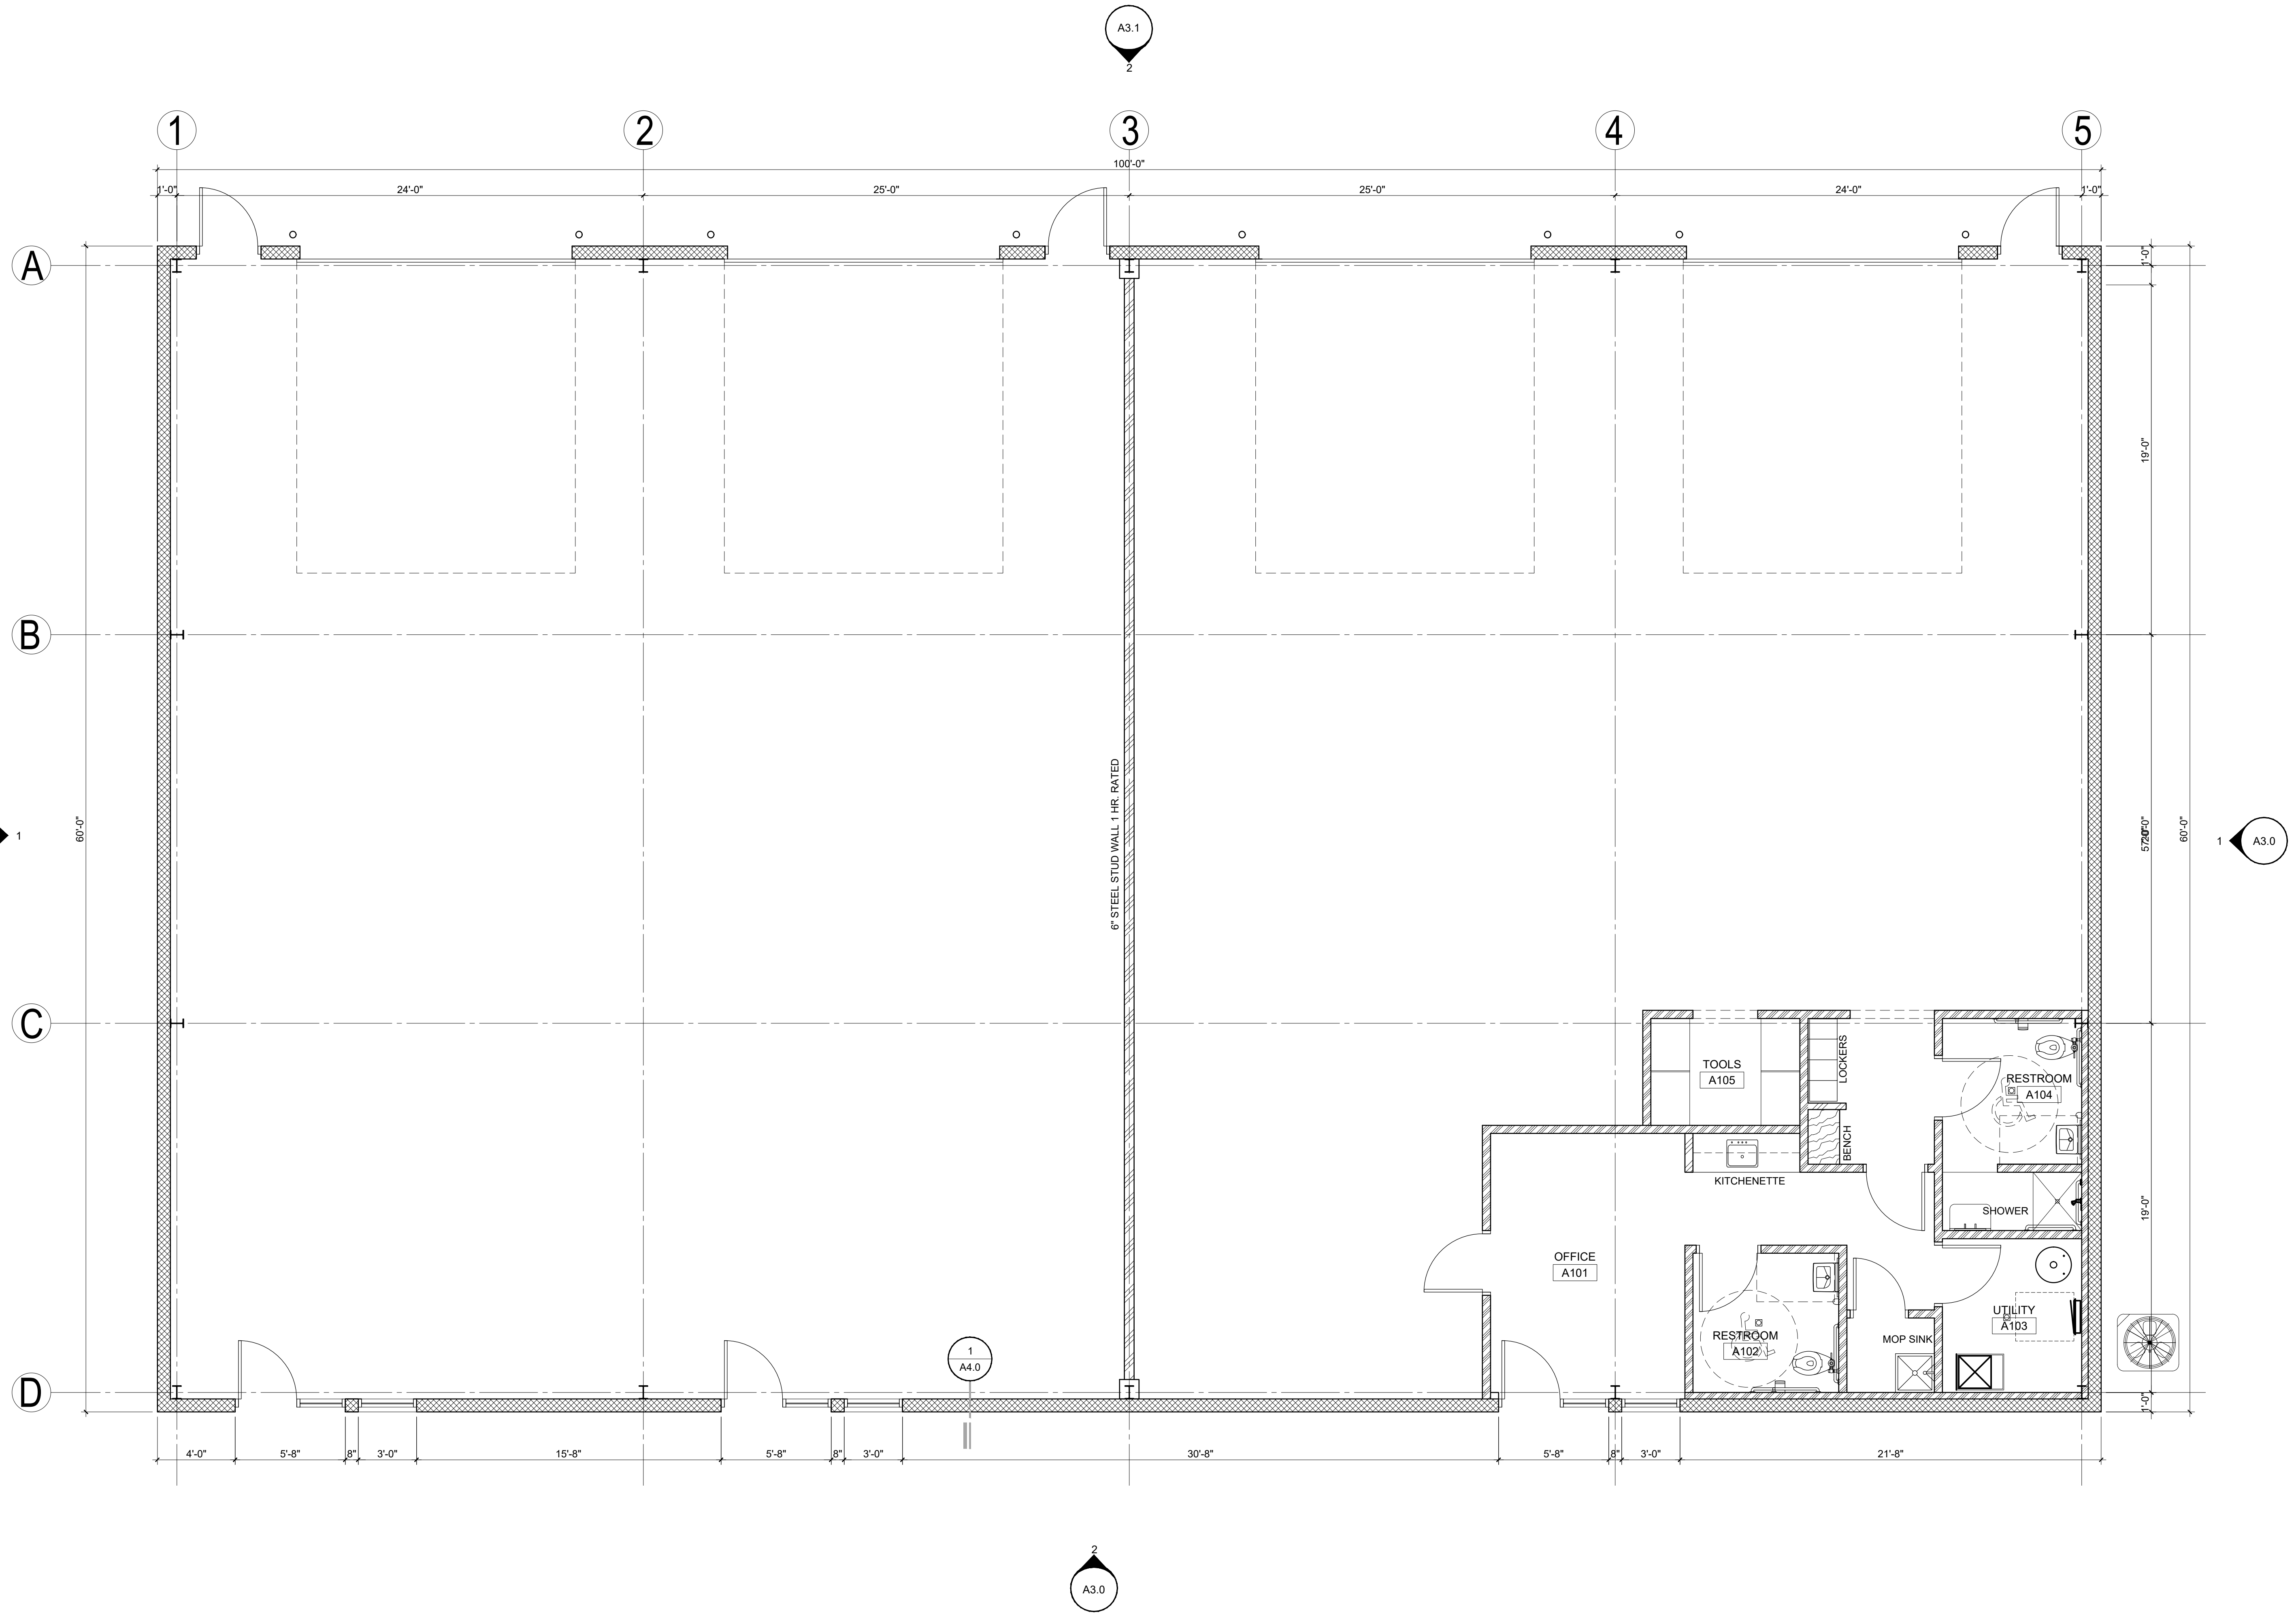 A3.1
2
1
2
3
4
5
100'-0"
1'-0"
24'-0"
25'-0"
25'-0"
24'-0"
1'-0"
A
1'-0"
19'-0"
B
6" STEEL STUD WALL 1 HR. RATED
60'-0"
1
20'-0"
60'-0"
1
A3.0
C
TOOLS
A105
LOCKERS
RESTROOM
A104
BENCH
KITCHENETTE
SHOWER
19'-0"
OFFICE
A101
UTILITY
A103
RESTROOM
A102
MOP SINK
1
A4.0
D
1'-0"
4'-0"
5'-8"
8"
3'-0"
15'-8"
5'-8"
8"
3'-0"
30'-8"
5'-8"
8"
3'-0"
21'-8"
2
A3.0